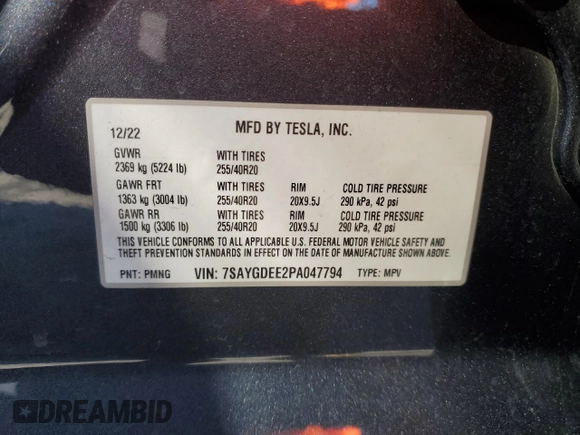 12/22 MFD BY TESLA, INC.
GVWR WITH TIRES
2369 kg (5224 lb) 255/40R20
GAWR FRT WITH TIRES RIM COLD TIRE PRESSURE
1363 kg (3004 lb) 255/40R20 20X9.5J 290 kPa, 42 psi
GAWR RR WITH TIRES RIM COLD TIRE PRESSURE
1500 kg (3306 lb) 255/40R20 20X9.5J 290 kPa, 42 psi
THIS VEHICLE CONFORMS TO ALL APPLICABLE U.S. FEDERAL MOTOR VEHICLE SAFETY AND
THEFT PREVENTION STANDARDS IN EFFECT ON THE DATE OF MANUFACTURE SHOWN ABOVE.
PNT: PMNG VIN: 7SAYGDEE2PA047794 TYPE: MPV
DREAMBID